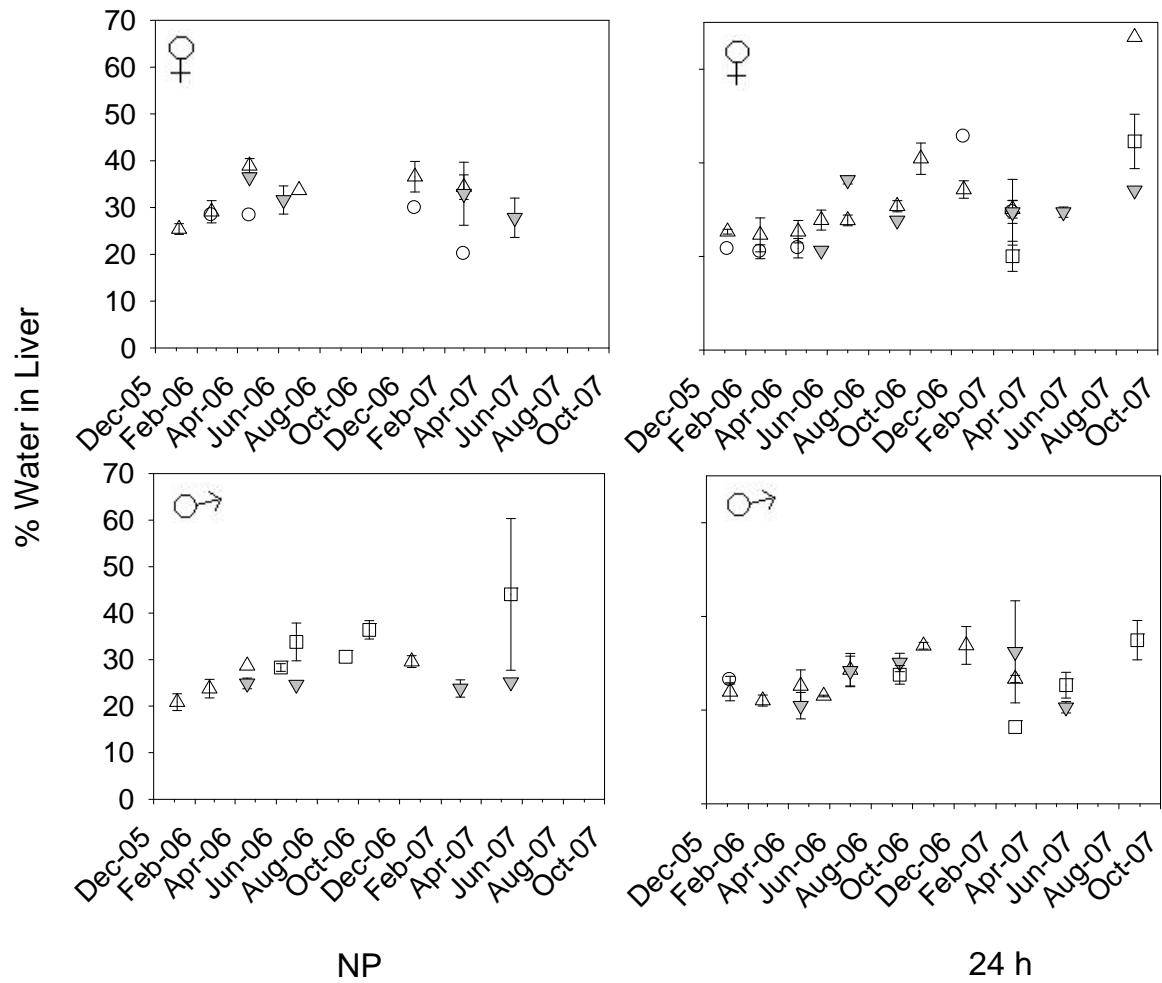 % Water in Liver
70
60
50
40
30
20
10
0
Dec-05
Feb-06
Apr-06
Jun-06
Aug-06
Oct-06
Dec-06
Feb-07
Apr-07
Jun-07
Aug-07
Oct-07
Dec-05
Feb-06
Apr-06
Jun-06
Aug-06
Oct-06
Dec-06
Feb-07
Apr-07
Jun-07
Aug-07
Oct-07
70
60
50
40
30
20
10
0
Dec-05
Feb-06
Apr-06
Jun-06
Aug-06
Oct-06
Dec-06
Feb-07
Apr-07
Jun-07
Aug-07
Oct-07
Dec-05
Feb-06
Apr-06
Jun-06
Aug-06
Oct-06
Dec-06
Feb-07
Apr-07
Jun-07
Aug-07
Oct-07
NP
24 h